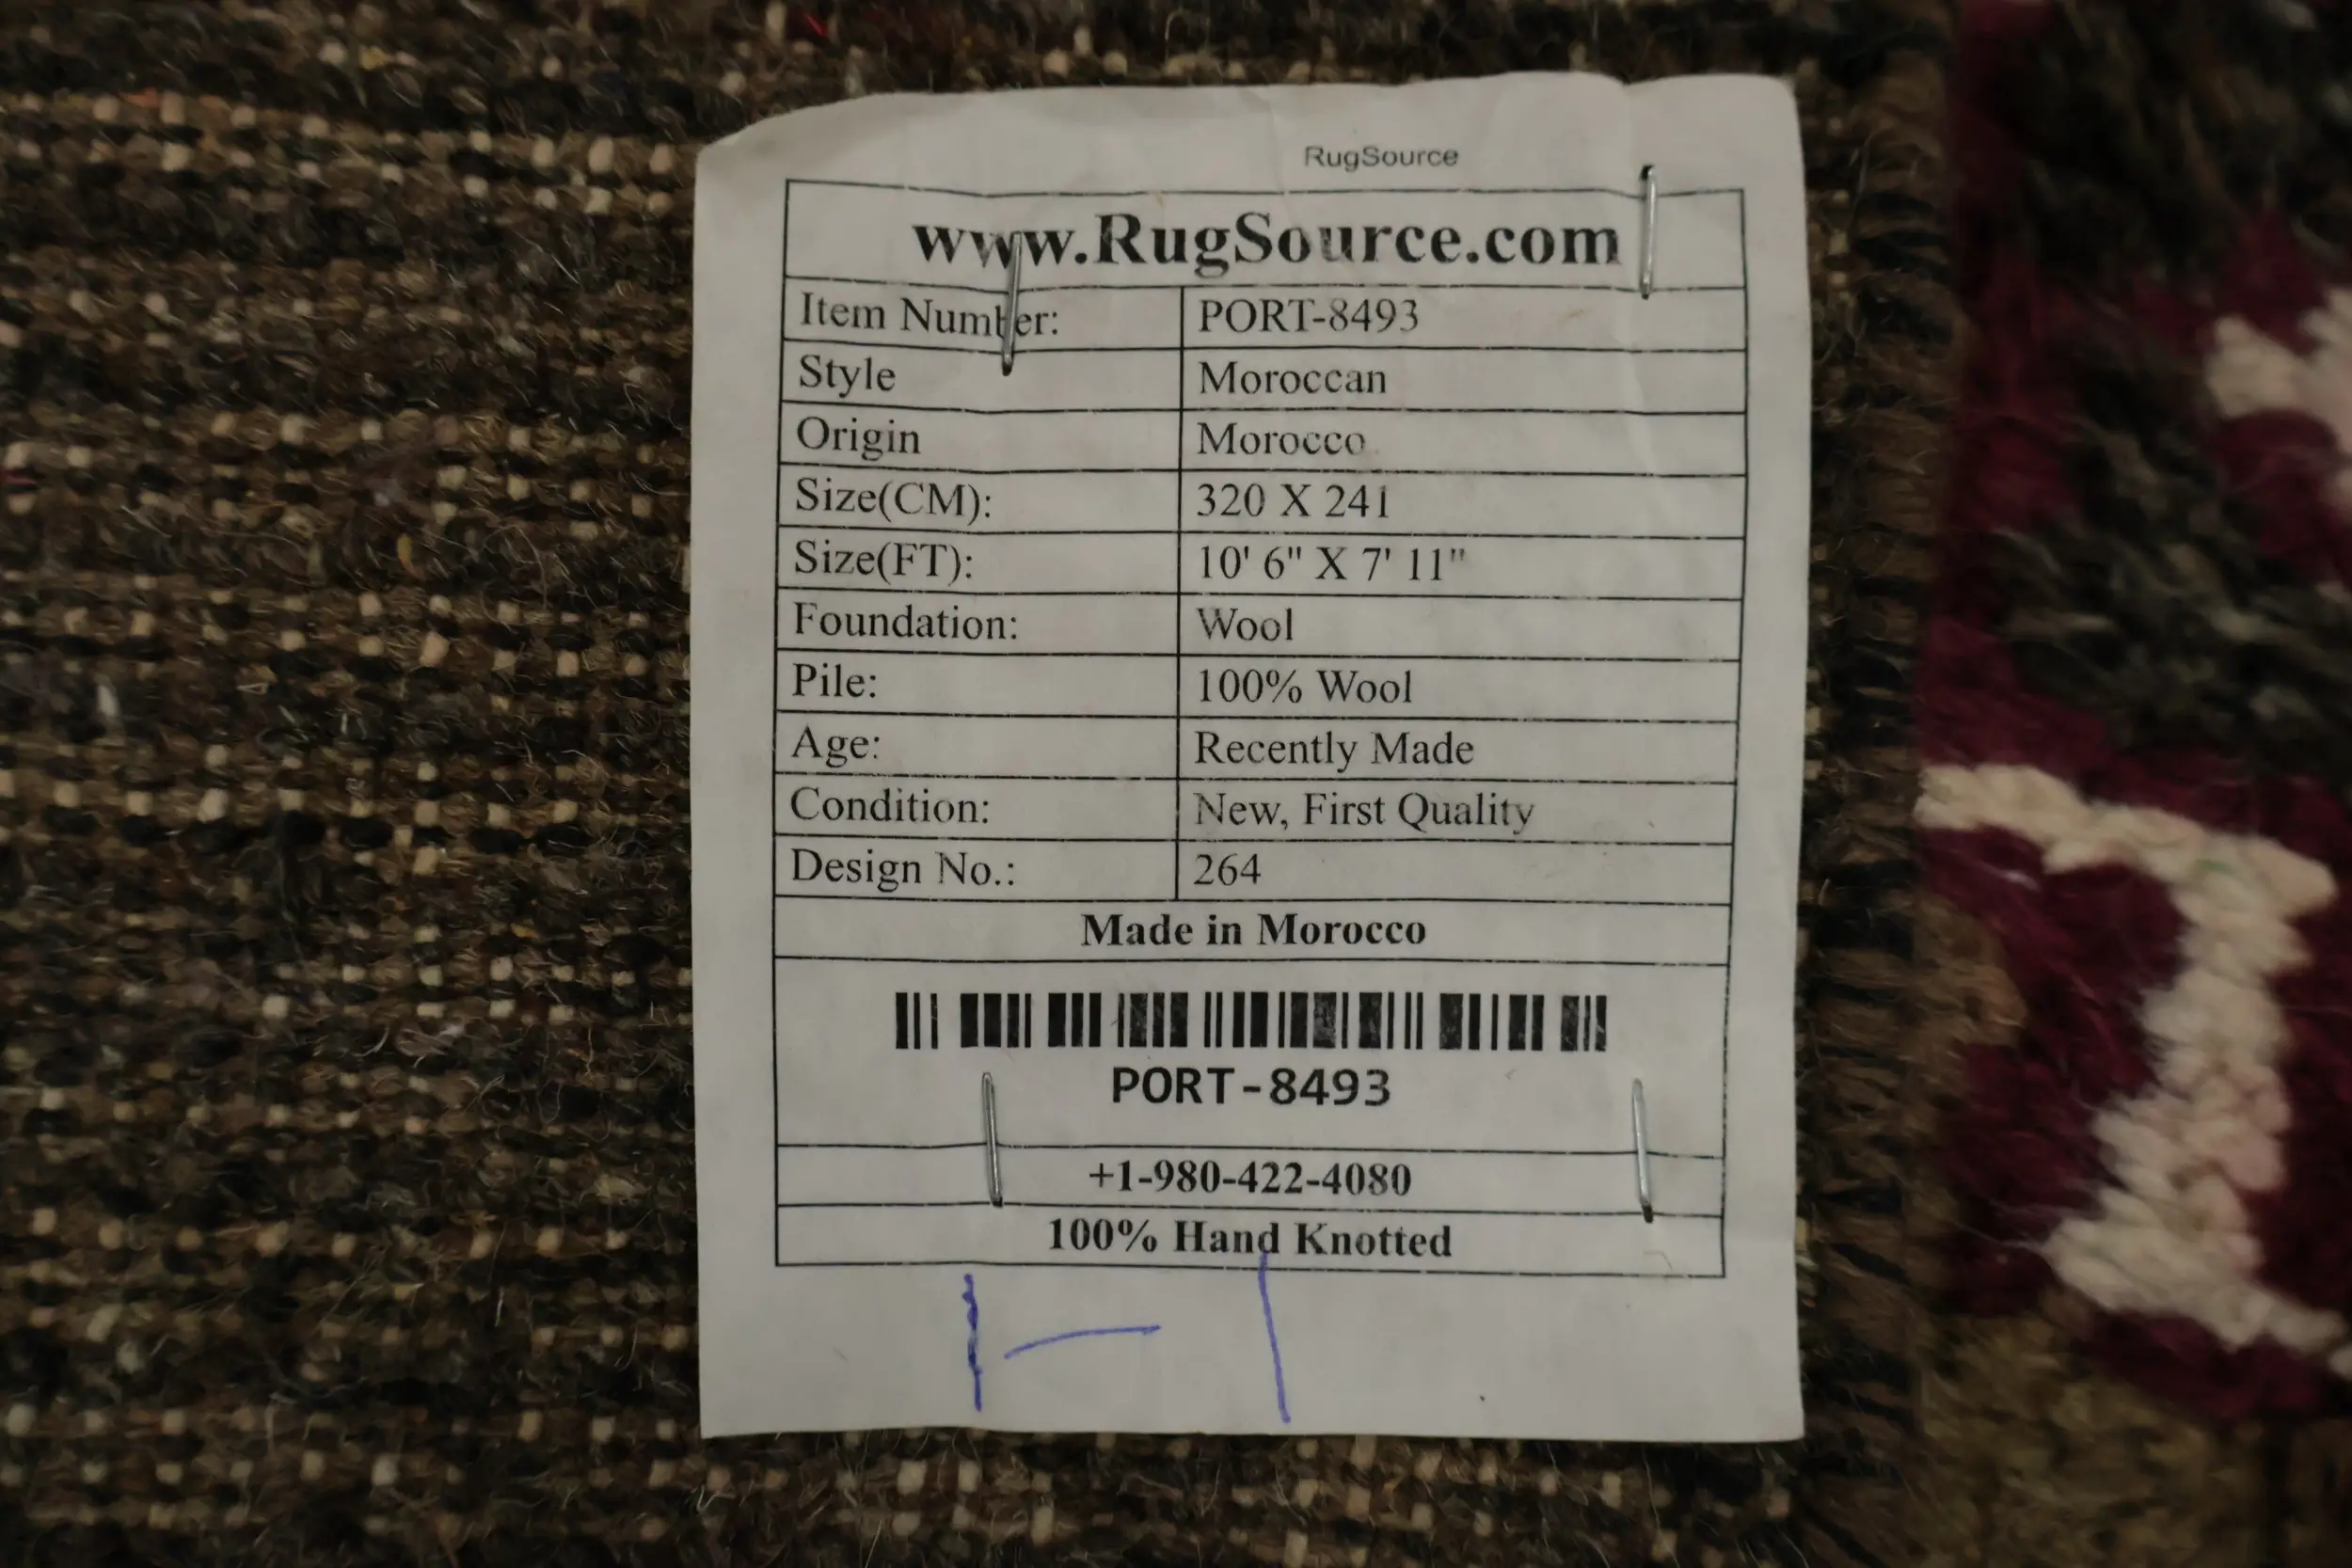 RugSource
www.RugSource.com
Item Number: PORT-8493
Style Moroccan
Origin Morocco
Size(CM): 320 X 241
Size(FT): 10' 6" X 7' 11"
Foundation: Wool
Pile: 100% Wool
Age: Recently Made
Condition: New, First Quality
Design No.: 264
Made in Morocco
PORT-8493
+1-980-422-4080
100% Hand Knotted
1-1